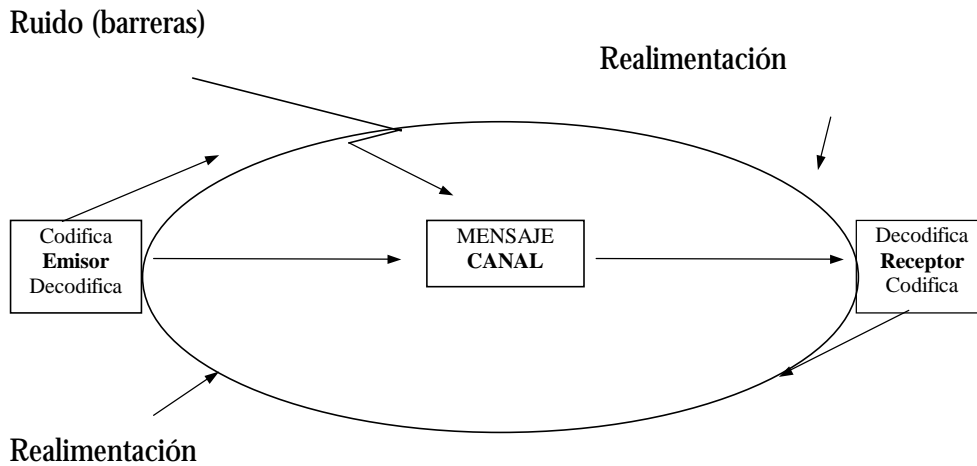 Ruido (barreras)
Realimentación
Codifica
Emisor
Decodifica
MENSAJE
CANAL
Decodifica
Receptor
Codifica
Realimentación